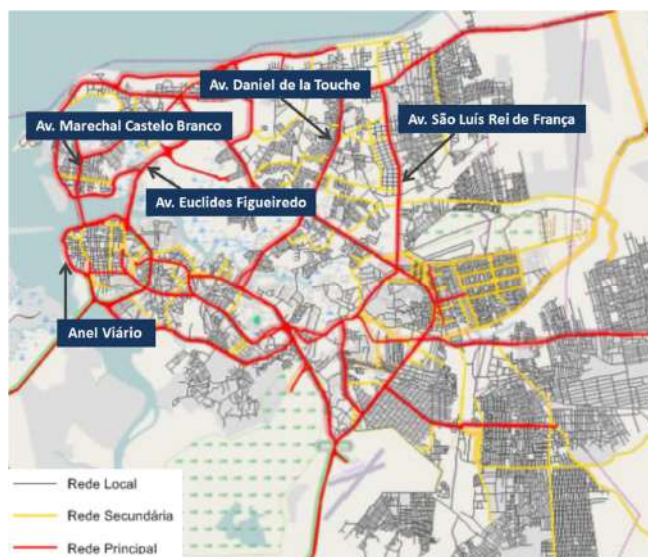 Av. Daniel de la Touche
Av. Marechal Castelo Branco
Av. São Luís Rei de França
Av. Euclides Figueiredo
Anel Viário
Rede Local
Rede Secundária
Rede Principal